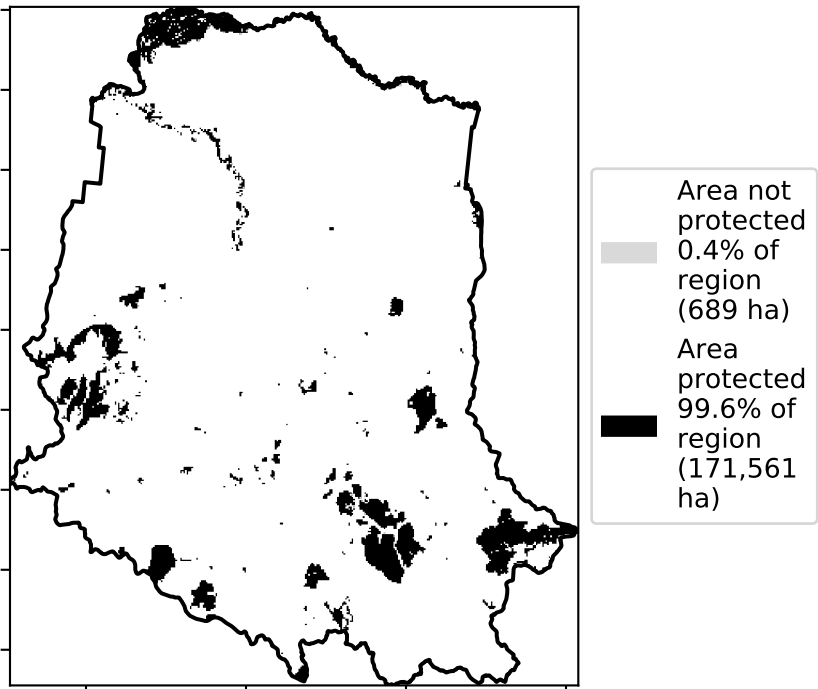 Area not
protected
0.4% of
region
(689 ha)
Area
protected
99.6% of
region
(171,561
ha)